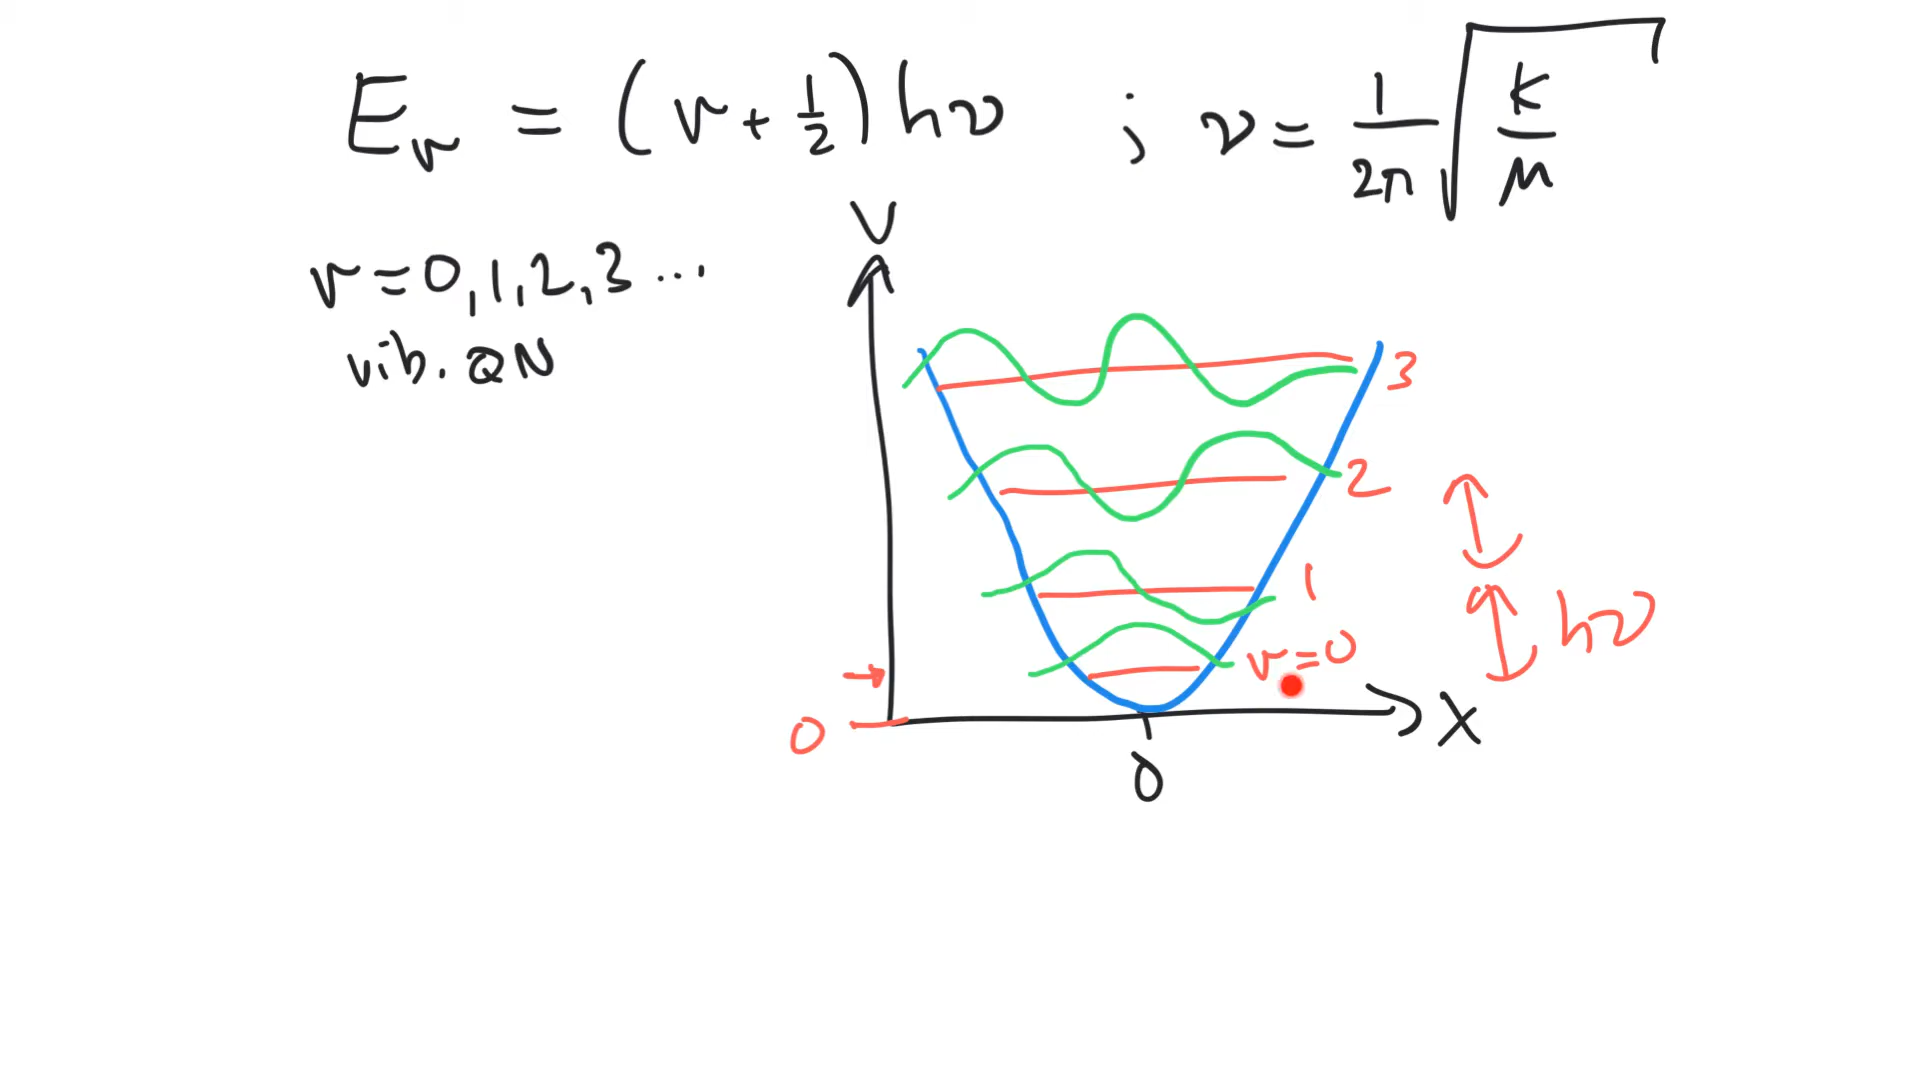 Eᵥ = (v + 1/2) hν ; ν = 1/2π √(k/μ)
v = 0, 1, 2, 3 ...
vib. QN
V
3
2
1
hν
v=0
0
X
0